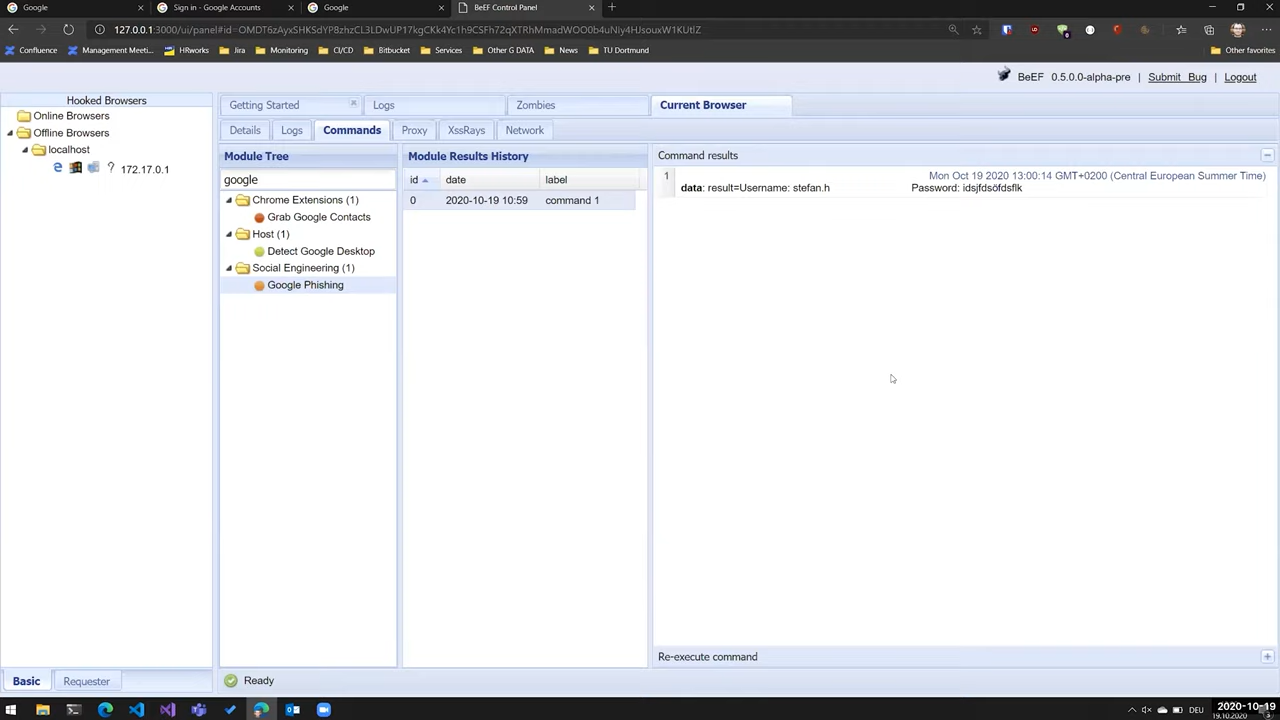 Google
Sign in - Google Accounts
Google
BeEF Control Panel
127.0.0.1:3000/ui/panel#id=OMDT6zAyxSHK5dYP8zhzCL3LDwUP17kgCKk4Yc1h9CSFh72qXTRhMmadWOO0b4uNly4HJsouxW1KUtlZ
Confluence
Management Meeti...
HRworks
Jira
Monitoring
CI/CD
Bitbucket
Services
Other G DATA
News
TU Dortmund
Other favorites
BeEF 0.5.0.0-alpha-pre | Submit Bug | Logout
Hooked Browsers
Online Browsers
Offline Browsers
localhost
172.17.0.1
Getting Started
Logs
Zombies
Current Browser
Details
Logs
Commands
Proxy
XssRays
Network
Module Tree
google
Chrome Extensions (1)
Grab Google Contacts
Host (1)
Detect Google Desktop
Social Engineering (1)
Google Phishing
Module Results History
id date label
0 2020-10-19 10:59 command 1
Command results
1
Mon Oct 19 2020 13:00:14 GMT+0200 (Central European Summer Time)
data: result=Username: stefan.h Password: idsjfdsöfdsflk
Re-execute command
Basic
Requester
Ready
DEU
2020-10-19
19.10.2020